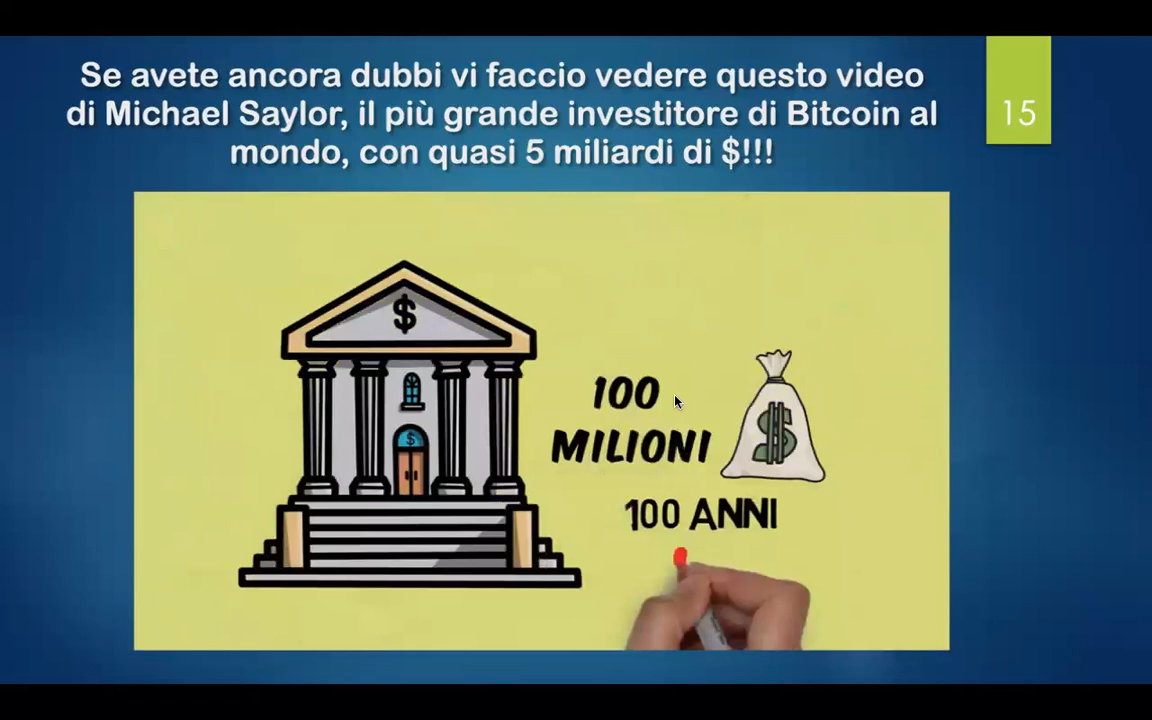 Se avete ancora dubbi vi faccio vedere questo video
di Michael Saylor, il più grande investitore di Bitcoin al
mondo, con quasi 5 miliardi di $!!!
15
$
$
100
MILIONI
$
100 ANNI